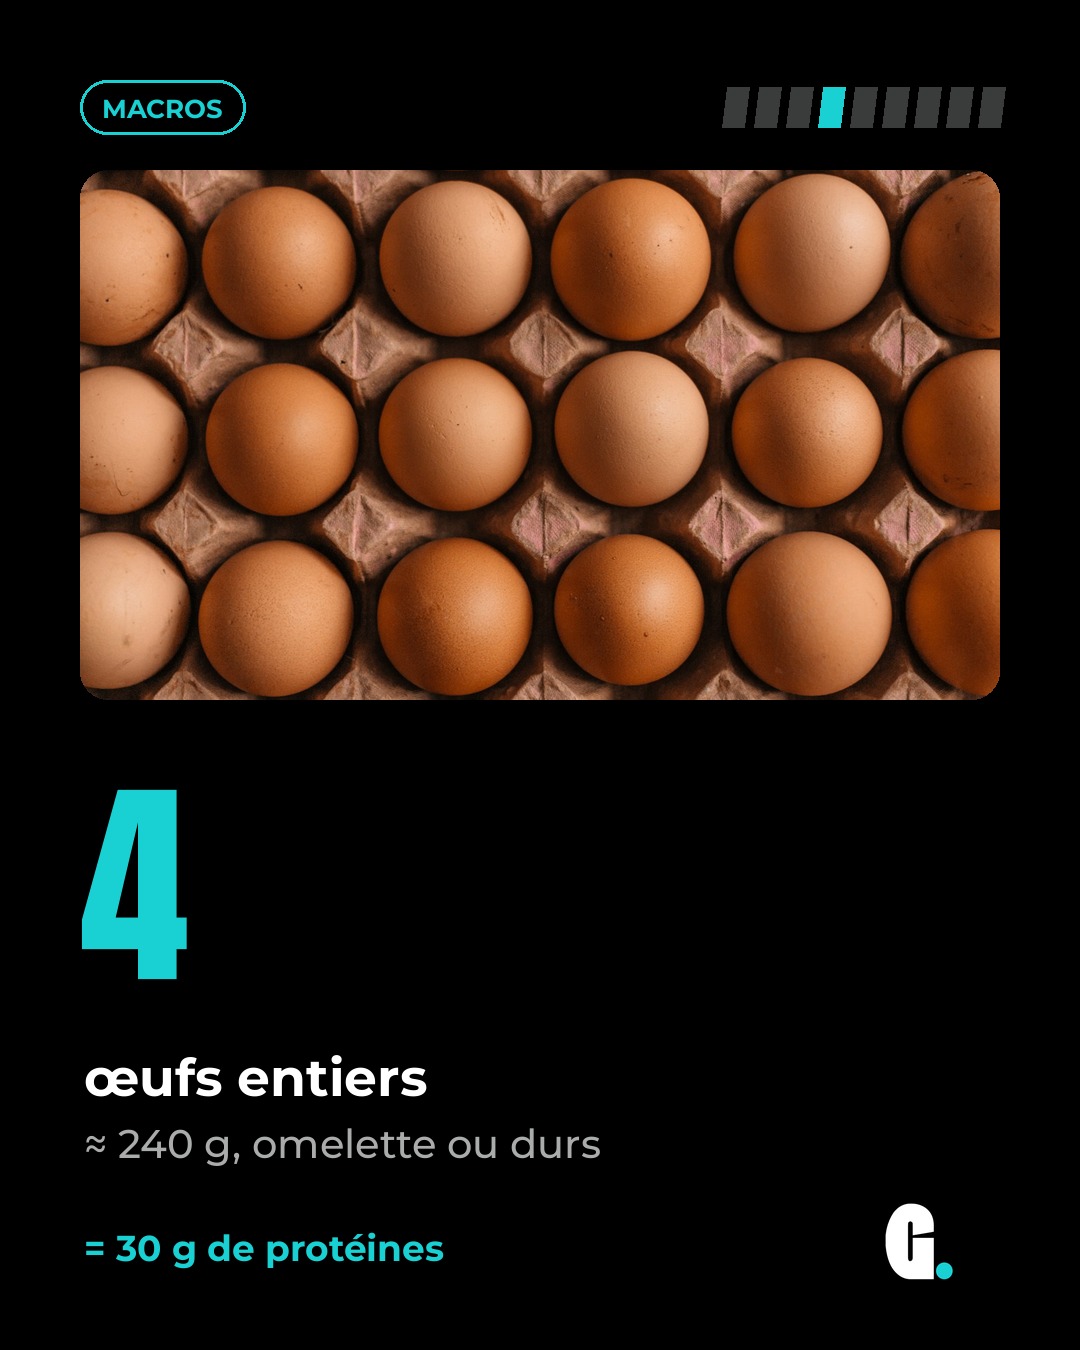 MACROS
4
œufs entiers
≈ 240 g, omelette ou durs
= 30 g de protéines
G.